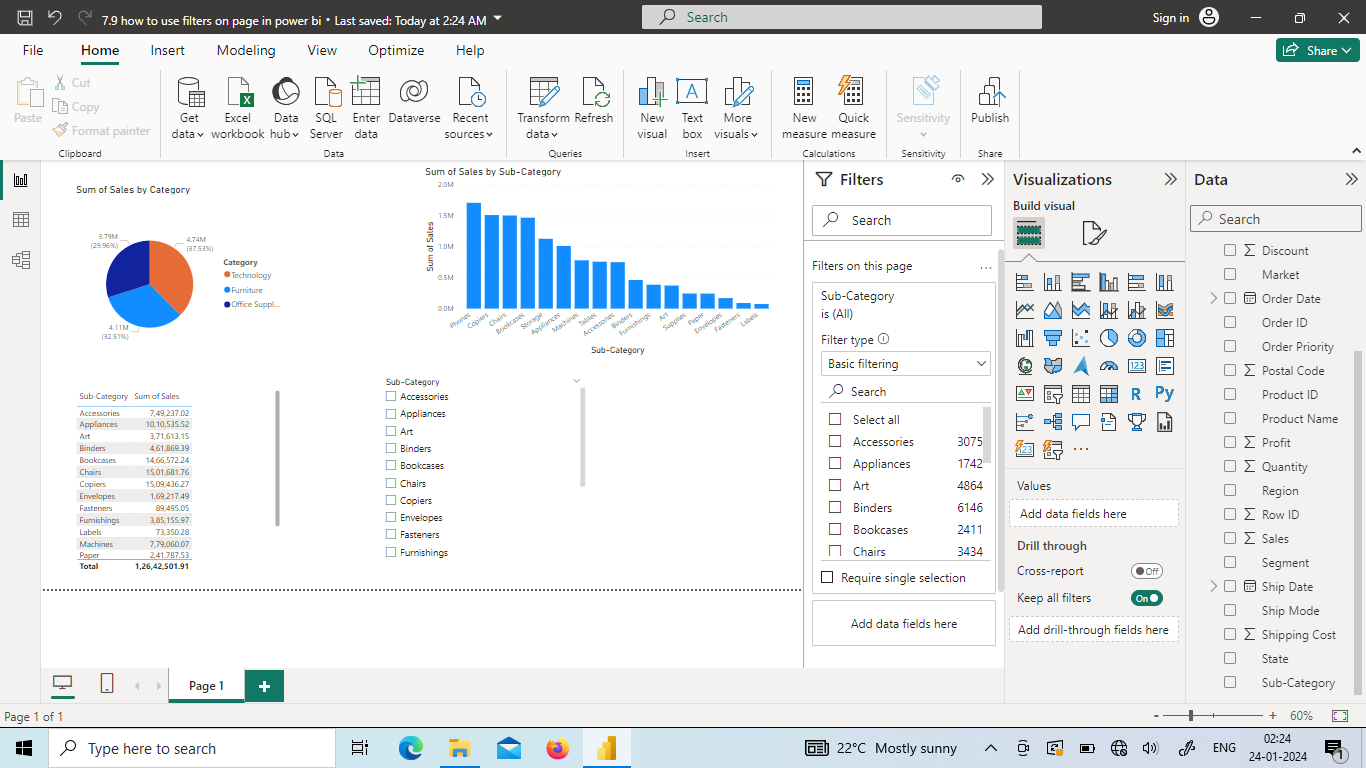 7.9 how to use filters on page in power bi • Last saved: Today at 2:24 AM
Search
Sign in
File Home Insert Modeling View Optimize Help
Share
Paste
Cut
Copy
Format painter
Clipboard
Get data
Excel workbook
Data hub
SQL Server
Enter data
Dataverse
Recent sources
Data
Transform data
Refresh
Queries
New visual
Text box
More visuals
Insert
New measure
Quick measure
Calculations
Sensitivity
Sensitivity
Publish
Share
Sum of Sales by Category
3.79M
(29.96%)
4.74M
(37.53%)
4.11M
(32.51%)
Category
Technology
Furniture
Office Suppl...
Sum of Sales by Sub-Category
2.0M
1.5M
1.0M
0.5M
0.0M
Sum of Sales
Phones
Copiers
Chairs
Bookcases
Storage
Appliances
Machines
Tables
Accessories
Binders
Furnishings
Art
Supplies
Paper
Envelopes
Fasteners
Labels
Sub-Category
Sub-Category Sum of Sales
Accessories 7,49,237.02
Appliances 10,10,535.52
Art 3,71,613.15
Binders 4,61,869.39
Bookcases 14,66,572.24
Chairs 15,01,681.76
Copiers 15,09,436.27
Envelopes 1,69,217.49
Fasteners 89,495.05
Furnishings 3,85,155.97
Labels 73,350.28
Machines 7,79,060.07
Paper 2,41,787.53
Total 1,26,42,501.91
Sub-Category
Accessories
Appliances
Art
Binders
Bookcases
Chairs
Copiers
Envelopes
Fasteners
Furnishings
Filters
Search
Filters on this page
...
Sub-Category
is (All)
Filter type
Basic filtering
Search
Select all
Accessories 3075
Appliances 1742
Art 4864
Binders 6146
Bookcases 2411
Chairs 3434
Require single selection
Add data fields here
Visualizations
Build visual
R
Py
123
123
...
Values
Add data fields here
Drill through
Cross-report Off
Keep all filters On
Add drill-through fields here
Data
Search
Discount
Market
Order Date
Order ID
Order Priority
Postal Code
Product ID
Product Name
Profit
Quantity
Region
Row ID
Sales
Segment
Ship Date
Ship Mode
Shipping Cost
State
Sub-Category
Page 1
+
Page 1 of 1
- + 60%
Type here to search
22°C Mostly sunny
ENG
02:24
24-01-2024
1